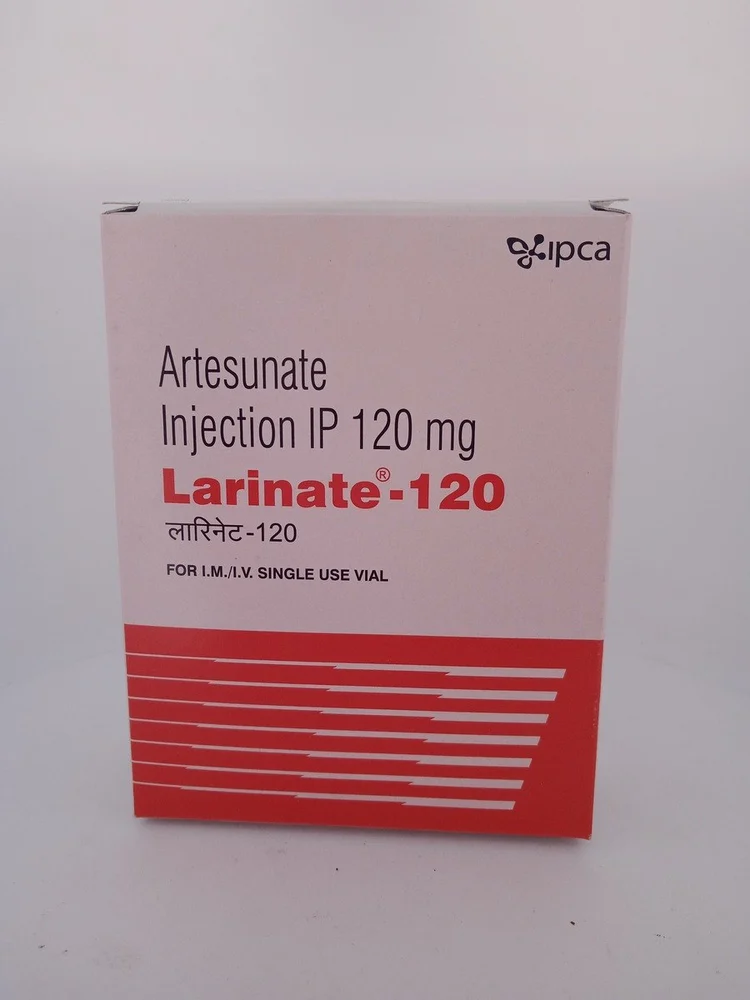 ipca
Artesunate
Injection IP 120 mg
Larinate®-120
लारिनेट-120
FOR I.M./I.V. SINGLE USE VIAL